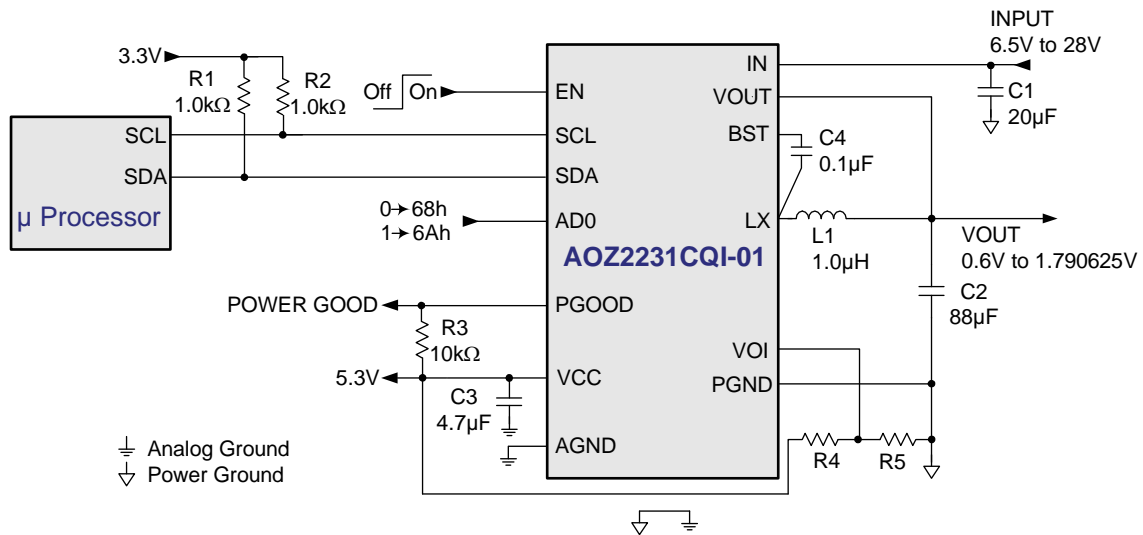 INPUT
6.5V to 28V
3.3V
R1
1.0kΩ
R2
1.0kΩ
Off
On
EN
IN
VOUT
C1
20µF
SCL
SCL
BST
C4
0.1µF
SDA
SDA
µ Processor
0→68h
1→6Ah
AD0
LX
L1
1.0µH
VOUT
0.6V to 1.790625V
AOZ2231CQI-01
C2
88µF
POWER GOOD
PGOOD
R3
10kΩ
VOI
5.3V
VCC
PGND
C3
4.7µF
Analog Ground
Power Ground
AGND
R4
R5